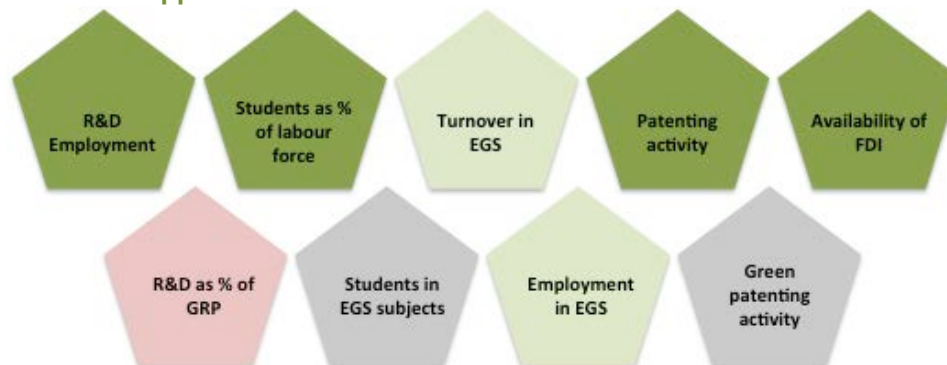 R&D
Employment
Students as %
of labour
force
Turnover in
EGS
Patenting
activity
Availability of
FDI
R&D as % of
GRP
Students in
EGS subjects
Employment
in EGS
Green
patenting
activity